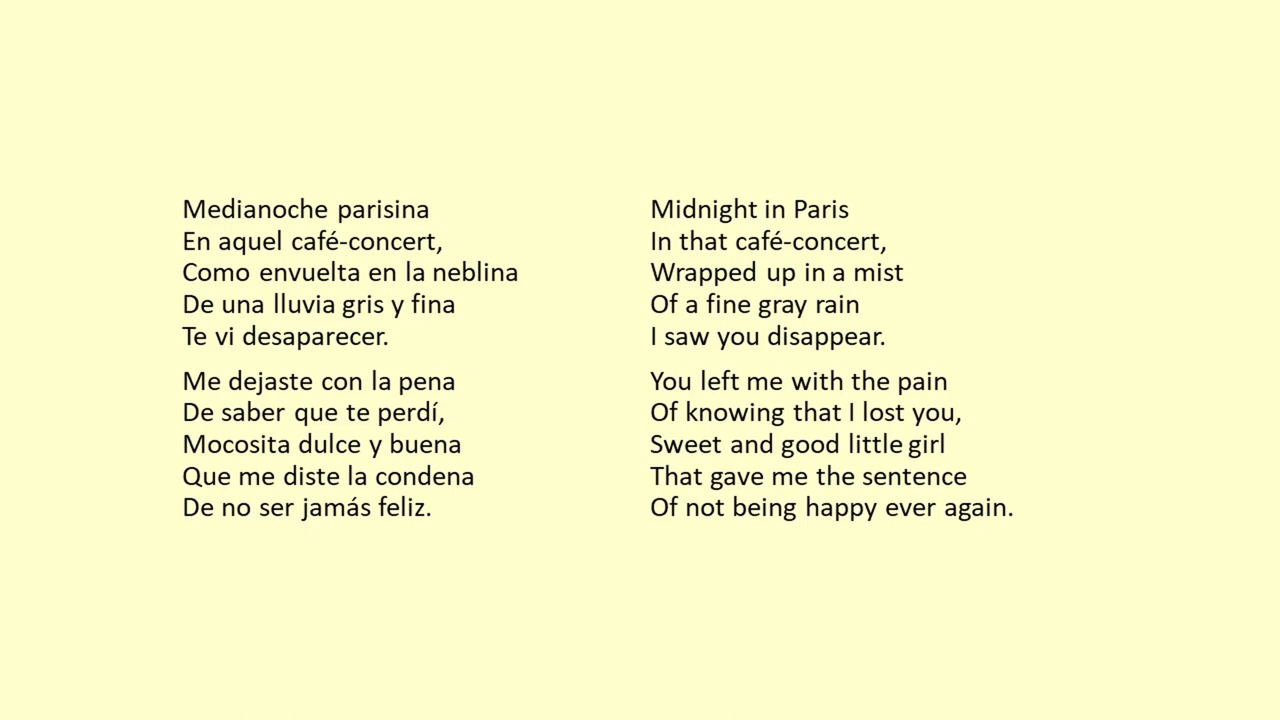 Medianoche parisina
En aquel café-concert,
Como envuelta en la neblina
De una lluvia gris y fina
Te vi desaparecer.
Me dejaste con la pena
De saber que te perdí,
Mocosita dulce y buena
Que me diste la condena
De no ser jamás feliz.
Midnight in Paris
In that café-concert,
Wrapped up in a mist
Of a fine gray rain
I saw you disappear.
You left me with the pain
Of knowing that I lost you,
Sweet and good little girl
That gave me the sentence
Of not being happy ever again.